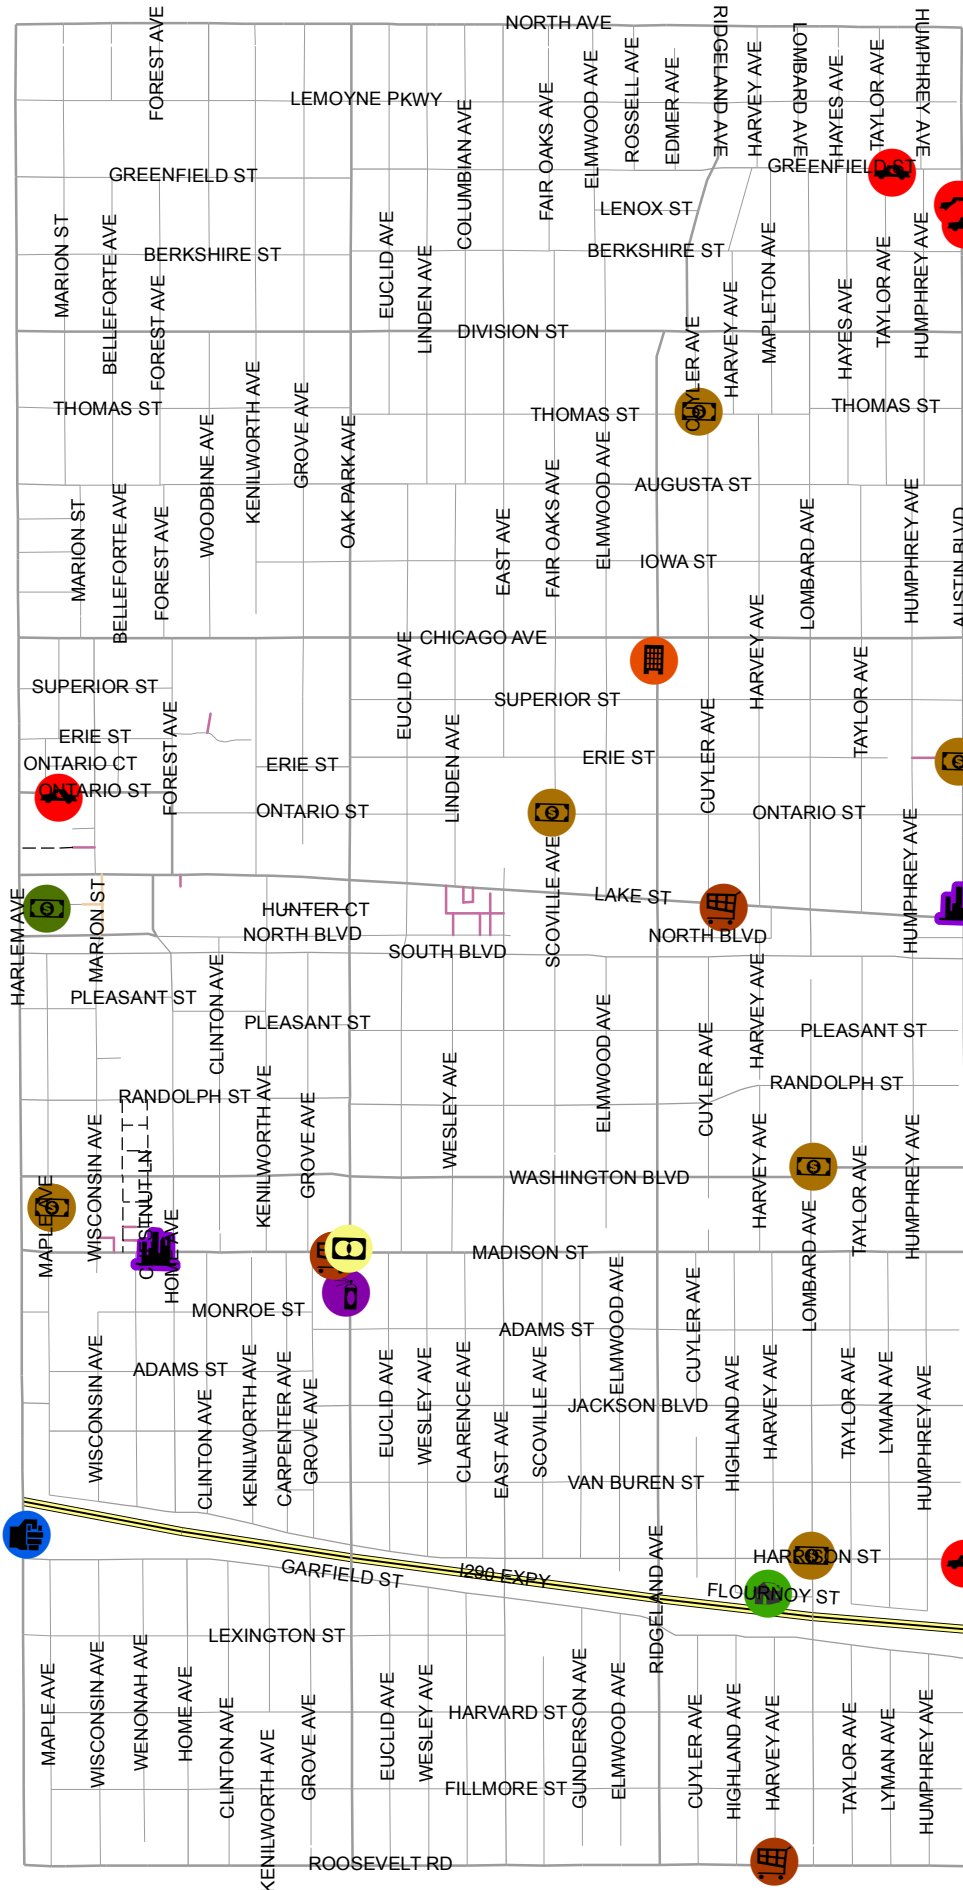 NORTH AVE
FOREST AVE
RIDGELAND AVE
HUMPHREY AVE
LOMBARD AVE
HARVEY AVE
HAYES AVE
TAYLOR AVE
ROSSELL AVE
ELMWOOD AVE
EDMER AVE
FAIR OAKS AVE
COLUMBIAN AVE
LEMOYNE PKWY
GREENFIELD ST
GREENFIELD ST
LENOX ST
MARION ST
BELLEFORTE AVE
BERKSHIRE ST
BERKSHIRE ST
EUCLID AVE
LINDEN AVE
MAPLETON AVE
TAYLOR AVE
HUMPHREY AVE
FOREST AVE
HARVEY AVE
HAYES AVE
CUYLER AVE
DIVISION ST
THOMAS ST
THOMAS ST
THOMAS ST
WOODBINE AVE
KENILWORTH AVE
GROVE AVE
OAK PARK AVE
AUGUSTA ST
ELMWOOD AVE
FAIR OAKS AVE
EAST AVE
MARION ST
BELLEFORTE AVE
FOREST AVE
IOWA ST
LOMBARD AVE
HUMPHREY AVE
AUSTIN BLVD
CHICAGO AVE
EUCLID AVE
HARVEY AVE
SUPERIOR ST
SUPERIOR ST
TAYLOR AVE
ERIE ST
ERIE ST
ERIE ST
FOREST AVE
LINDEN AVE
CUYLER AVE
ONTARIO CT
ONTARIO ST
ONTARIO ST
ONTARIO ST
HUMPHREY AVE
SCOVILLE AVE
LAKE ST
HARLEM AVE
MARION ST
HUNTER CT
NORTH BLVD
NORTH BLVD
SOUTH BLVD
CLINTON AVE
HARVEY AVE
PLEASANT ST
PLEASANT ST
PLEASANT ST
ELMWOOD AVE
CUYLER AVE
WESLEY AVE
RANDOLPH ST
RANDOLPH ST
KENILWORTH AVE
GROVE AVE
WISCONSIN AVE
HARVEY AVE
TAYLOR AVE
HUMPHREY AVE
WASHINGTON BLVD
MAPLE AVE
CHESTNUT LN
HOME AVE
LOMBARD AVE
MADISON ST
MONROE ST
ADAMS ST
ELMWOOD AVE
CUYLER AVE
ADAMS ST
WISCONSIN AVE
CLINTON AVE
KENILWORTH AVE
CARPENTER AVE
GROVE AVE
EUCLID AVE
WESLEY AVE
CLARENCE AVE
EAST AVE
SCOVILLE AVE
JACKSON BLVD
HIGHLAND AVE
HARVEY AVE
TAYLOR AVE
LYMAN AVE
HUMPHREY AVE
VAN BUREN ST
HARRISON ST
GARFIELD ST
I290 EXPY
FLOURNOY ST
RIDGELAND AVE
LEXINGTON ST
MAPLE AVE
WISCONSIN AVE
WENONAH AVE
HOME AVE
CLINTON AVE
KENILWORTH AVE
GROVE AVE
EUCLID AVE
WESLEY AVE
HARVARD ST
GUNDERSON AVE
ELMWOOD AVE
CUYLER AVE
HIGHLAND AVE
HARVEY AVE
TAYLOR AVE
LYMAN AVE
HUMPHREY AVE
FILLMORE ST
ROOSEVELT RD